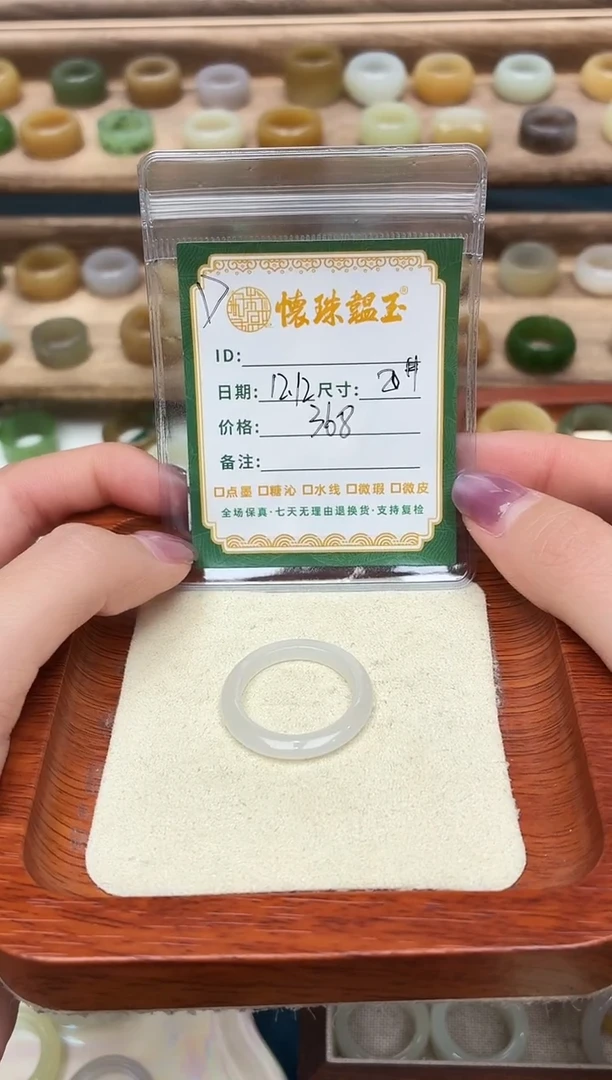 D 懷珠韞玉®
ID:
日期: 12.12 尺寸: 20#
价格: 368
备注:
□点墨 □糖沁 □水线 □微瑕 □微皮
全场保真·七天无理由退换货·支持复检